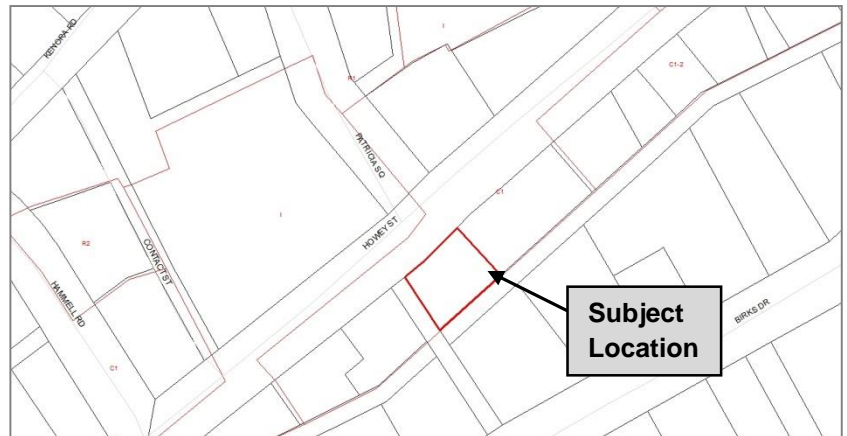 KENORA RD
I
R1
C1-2
PATRICIA SQ
C1
I
HOWEY ST
R2
CONTACT ST
HAMMELL RD
Subject
Location
BIRKS DR
C1